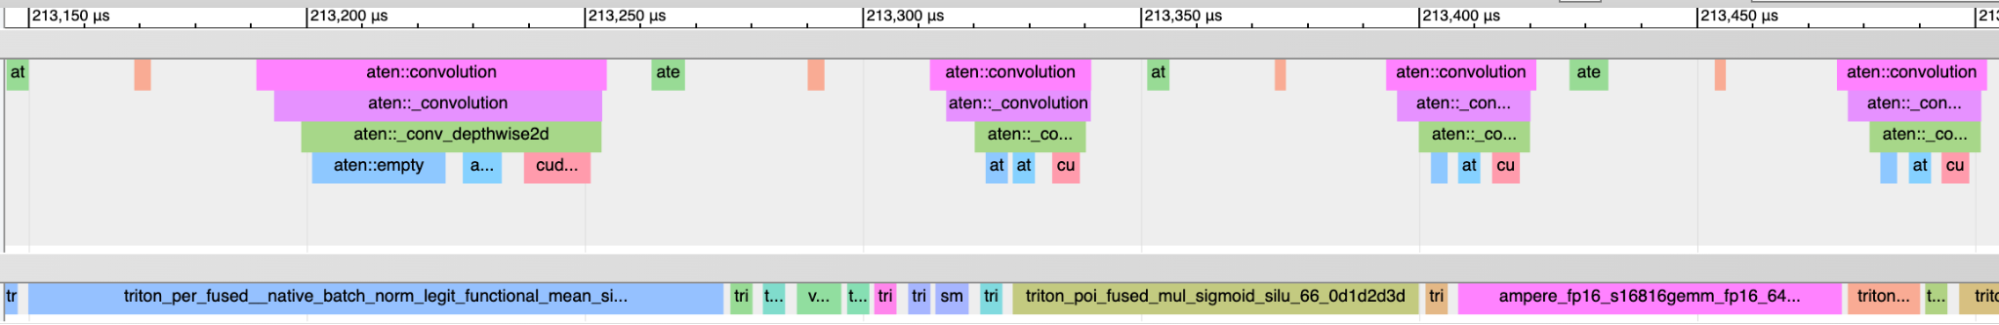 213,150 µs 213,200 µs 213,250 µs 213,300 µs 213,350 µs 213,400 µs 213,450 µs 213
at aten::convolution ate aten::convolution at aten::convolution ate aten::convolution
aten::_convolution aten::_convolution aten::_con... aten::_con...
aten::_conv_depthwise2d aten::_co... aten::_co... aten::_co...
aten::empty a... cud... at at cu at cu at cu
tr triton_per_fused__native_batch_norm_legit_functional_mean_si... tri t... v... t... tri tri sm tri triton_poi_fused_mul_sigmoid_silu_66_0d1d2d3d tri ampere_fp16_s16816gemm_fp16_64... triton... t... trito